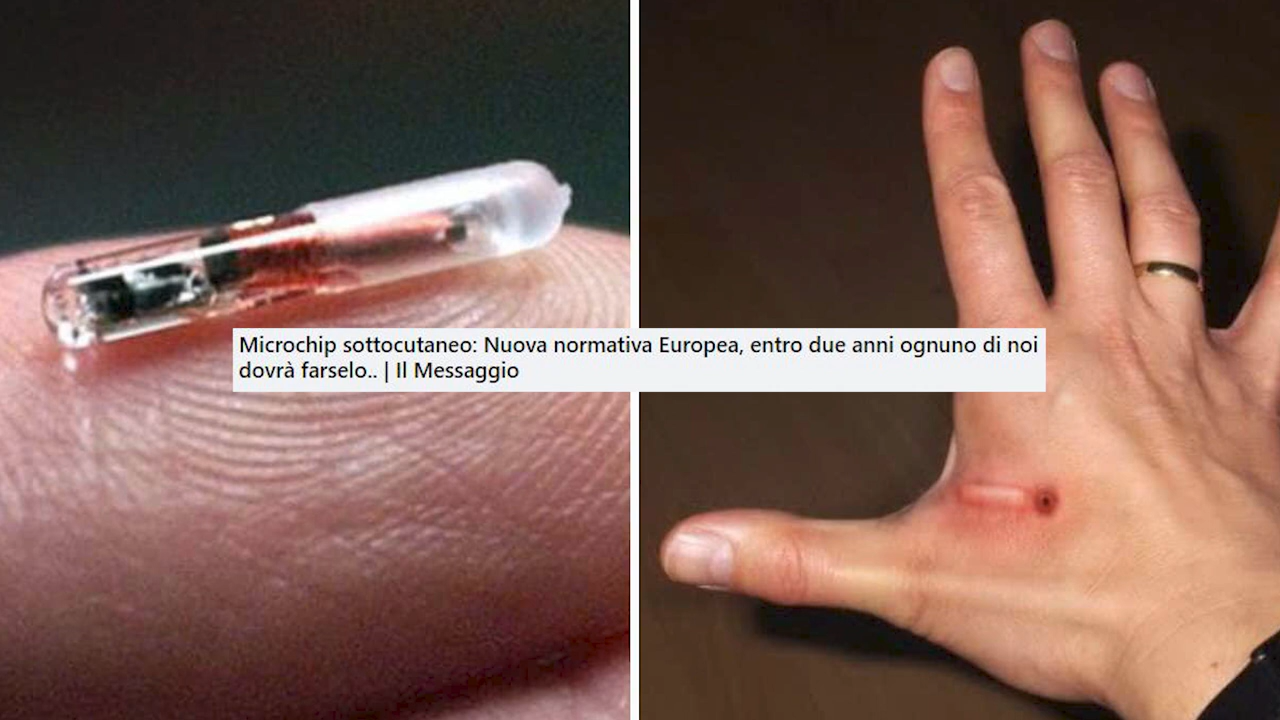 Microchip sottocutaneo: Nuova normativa Europea, entro due anni ognuno di noi
dovrà farselo.. | Il Messaggio